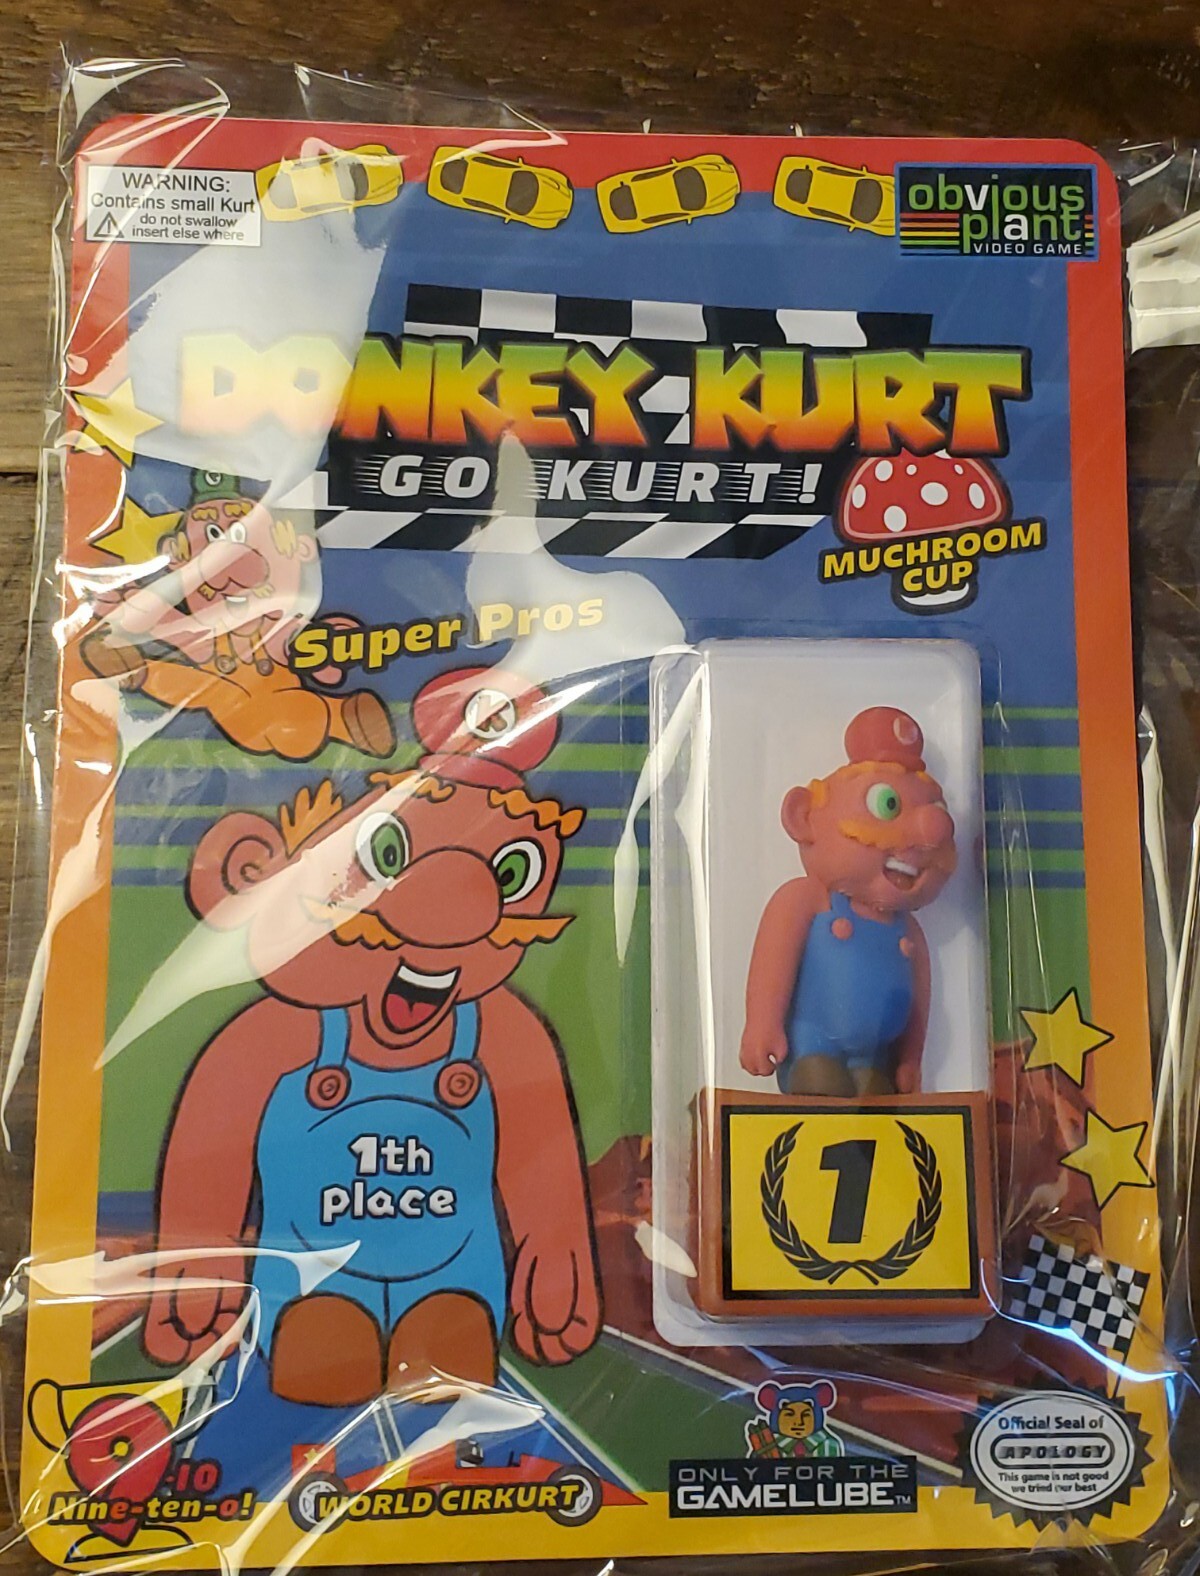 WARNING:
Contains small Kurt
do not swallow
insert else where
obvious
plant
VIDEO GAME
DONKEY KURT
GO KURT!
MUCHROOM
CUP
Super Pros
K
1th
place
1
-10
Nine-ten-o!
WORLD CIRKURT
ONLY FOR THE
GAMELUBE™
Official Seal of
APOLOGY
This game is not good
we tried our best